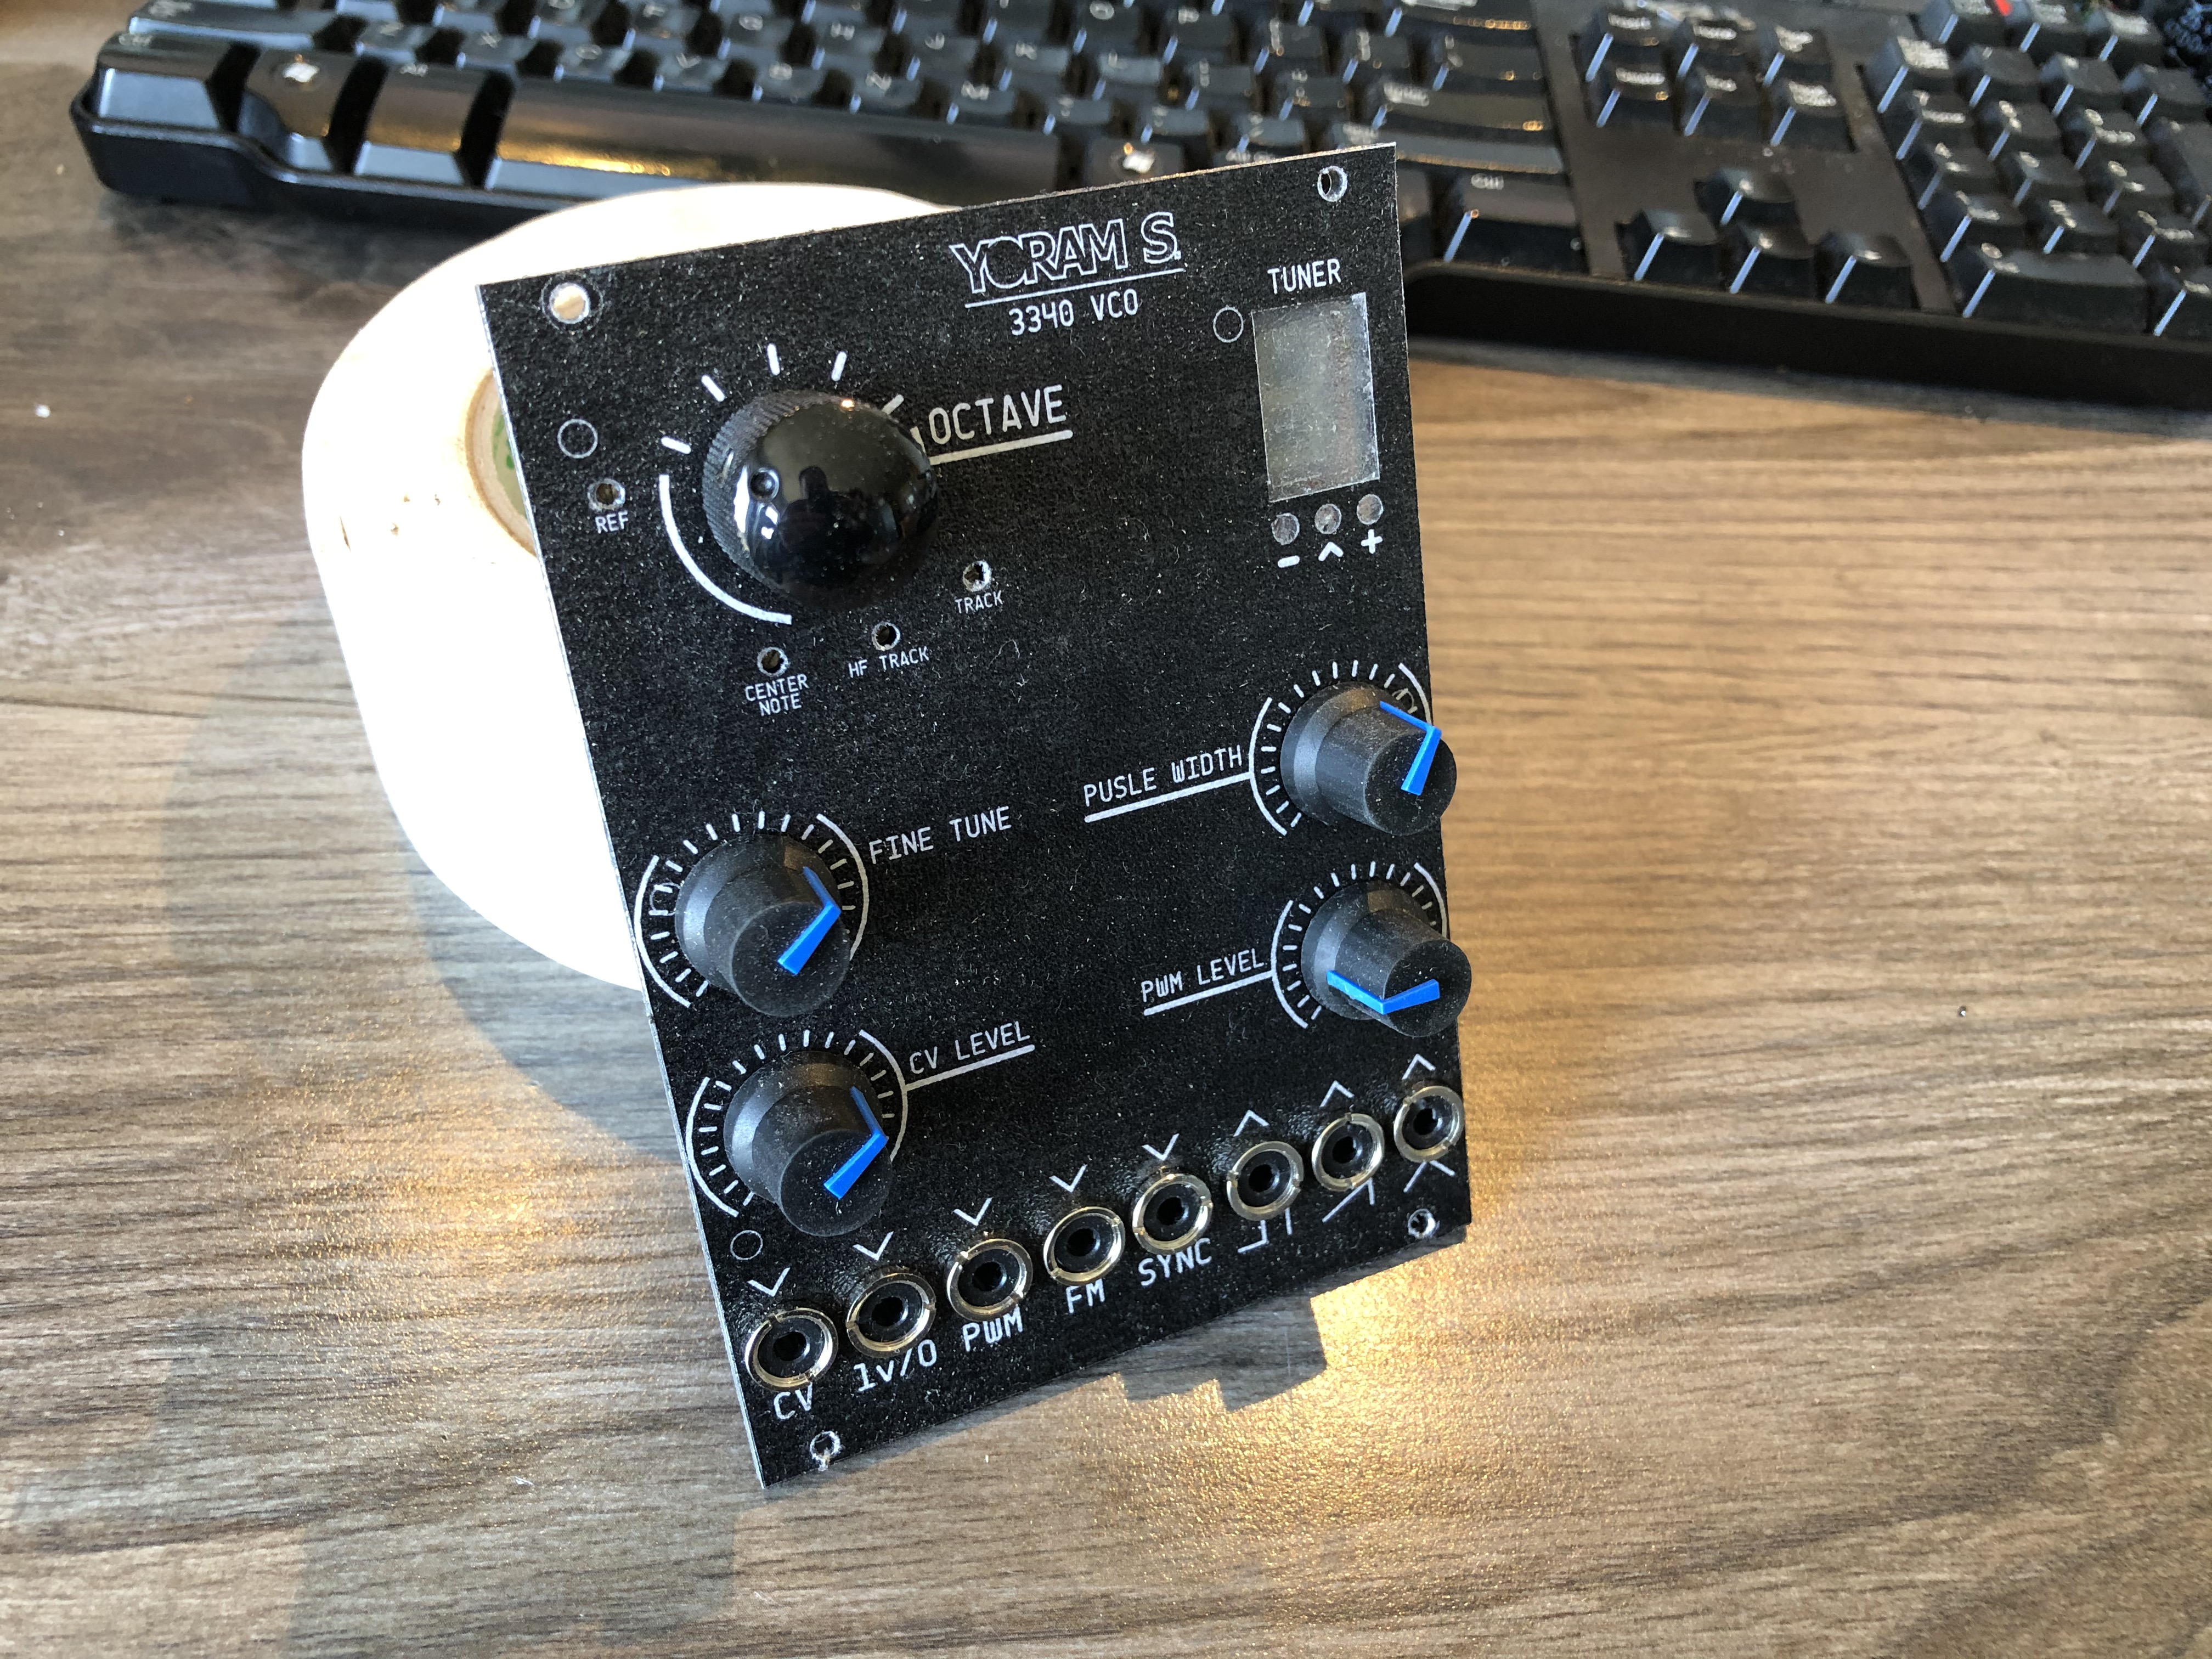 YORAM S.
3340 VCO
TUNER
OCTAVE
REF
- ^ +
TRACK
HF TRACK
CENTER
NOTE
PUSLE WIDTH
FINE TUNE
PWM LEVEL
CV LEVEL
CV
1v/O
PWM
FM
SYNC